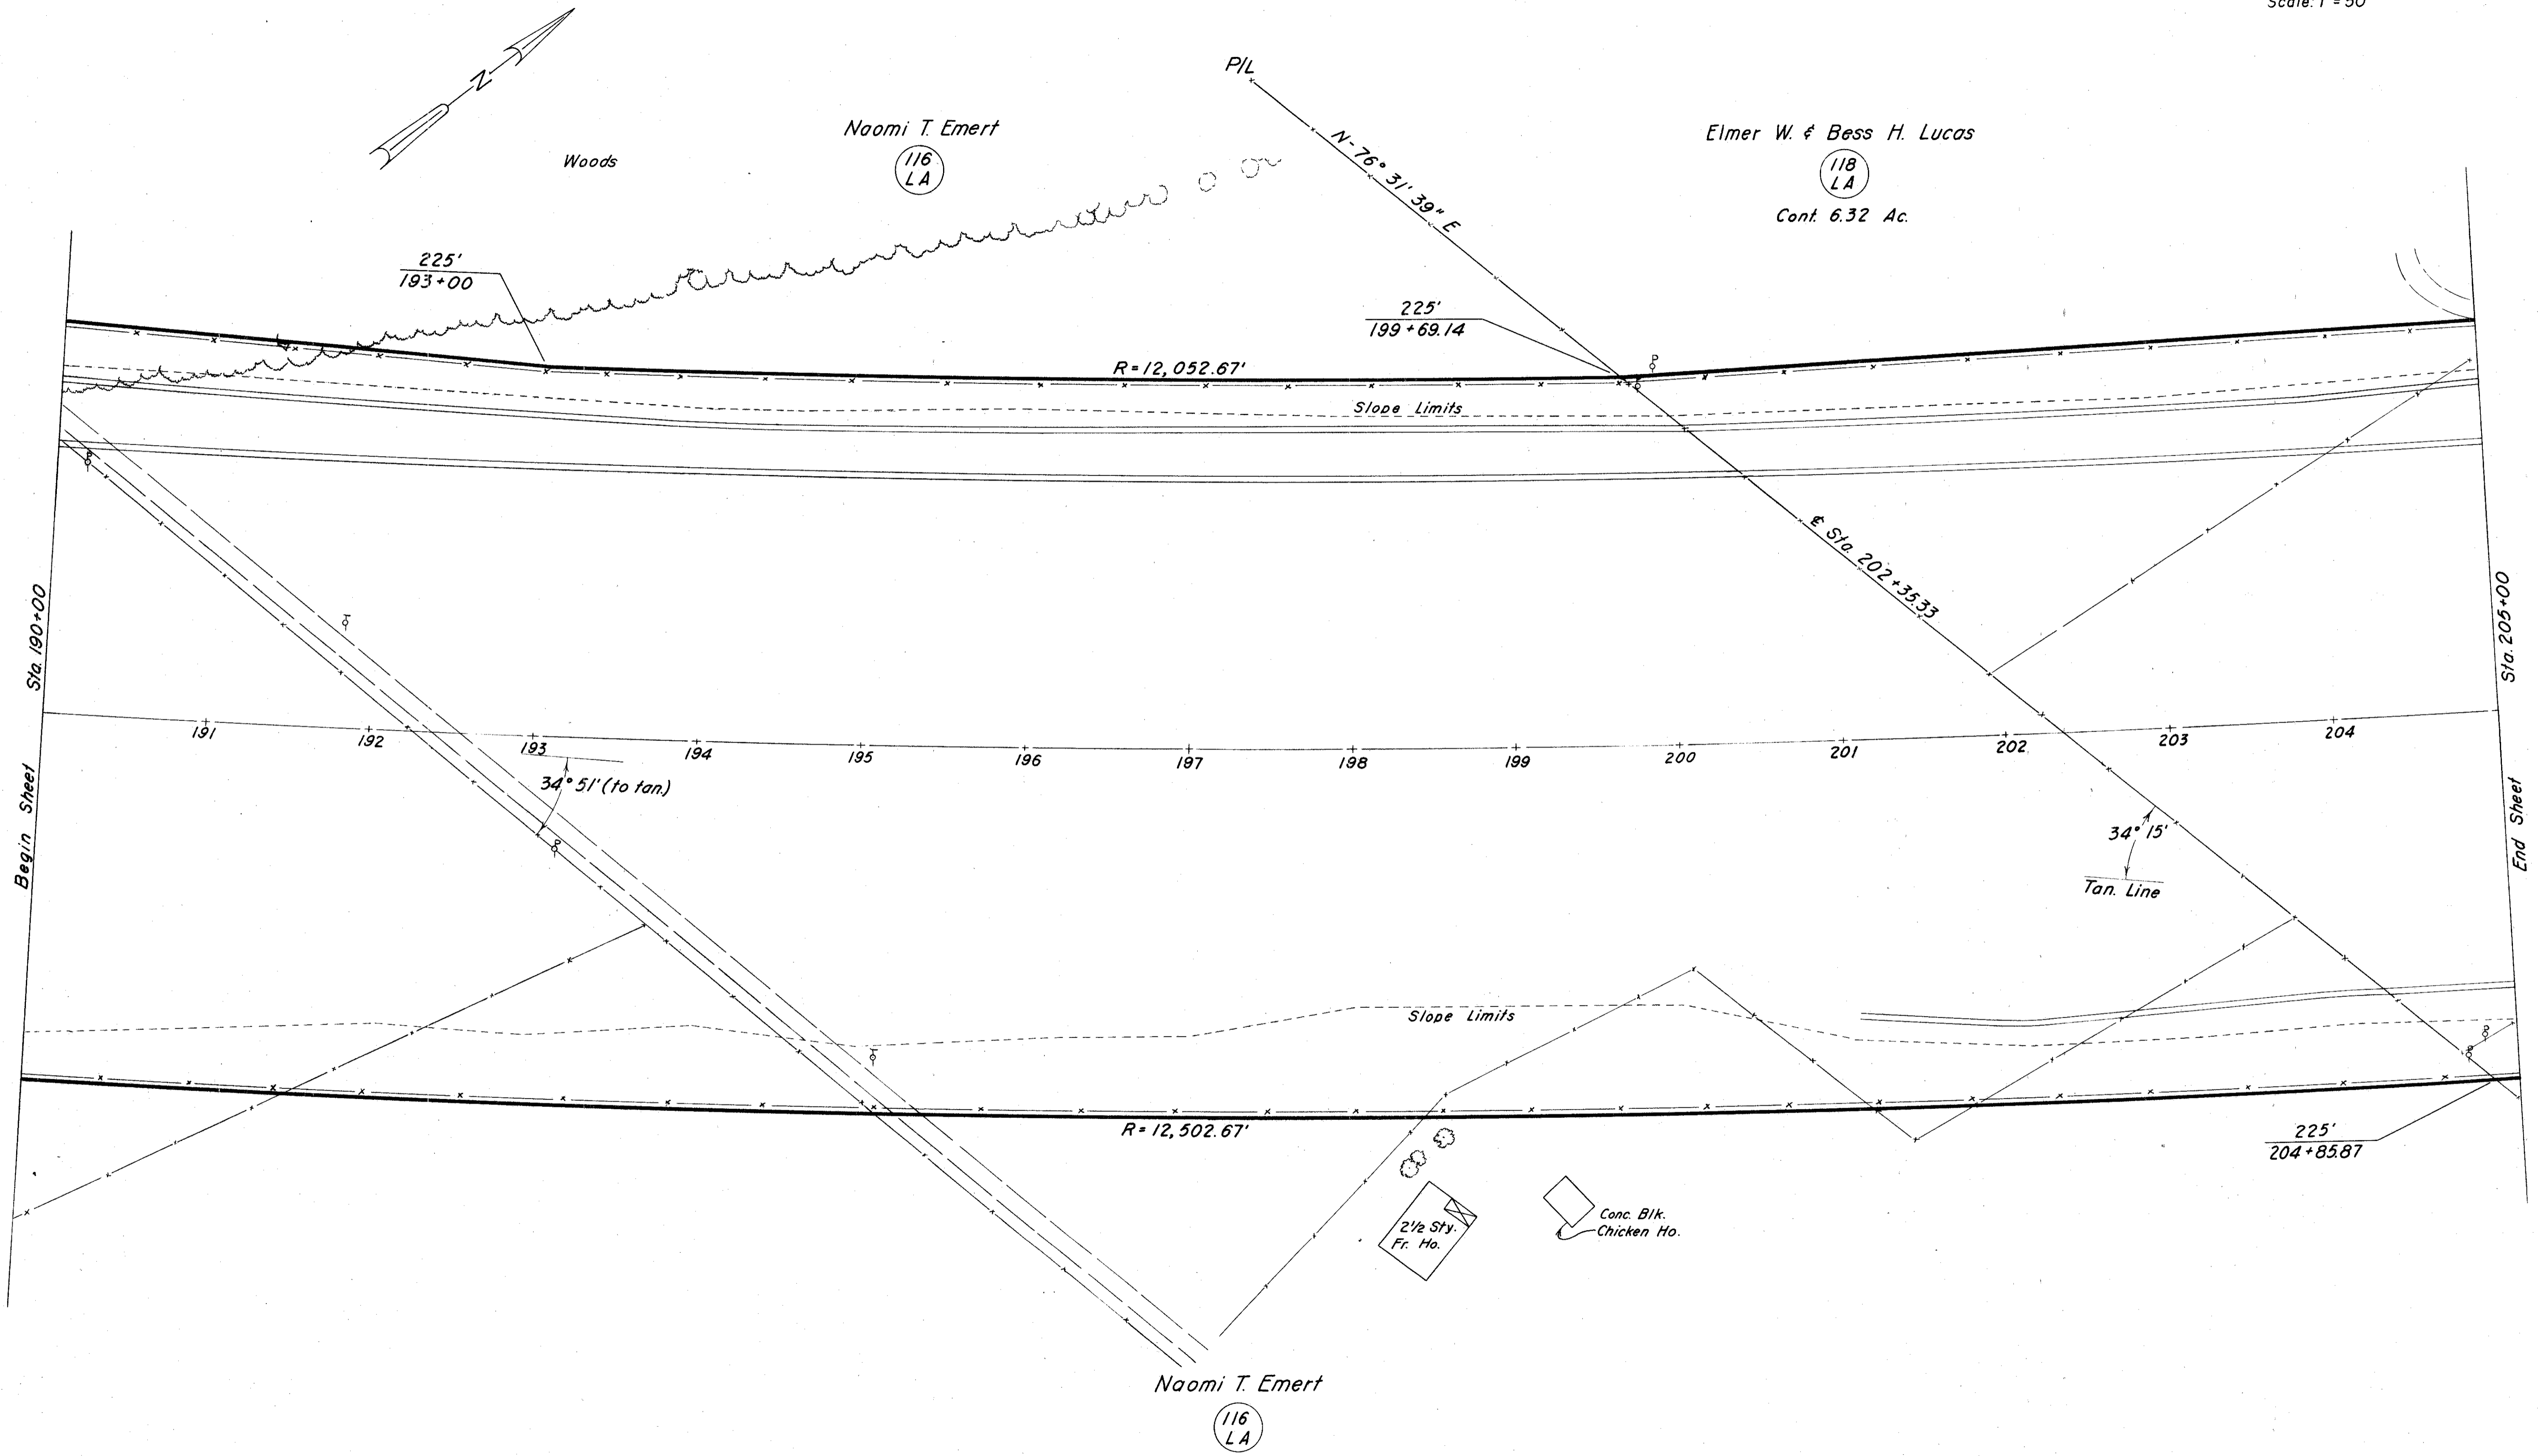 Scale: 1"=50'
N
P/L
Naomi T. Emert
116
LA
Woods
Elmer W. & Bess H. Lucas
118
LA
Cont. 6.32 Ac.
N-76° 31' 39" E
225'
193+00
225'
199+69.14
R=12,052.67'
P
P
Slope Limits
P
℄ Sta. 202+35.33
T
Begin Sheet Sta. 190+00
End Sheet Sta. 205+00
191
192
193
194
195
196
197
198
199
200
201
202
203
204
34° 51' (to tan.)
34° 15'
Tan. Line
P
Slope Limits
T
P
P
R=12,502.67'
225'
204+85.87
2½ Sty.
Fr. Ho.
Conc. Blk.
Chicken Ho.
Naomi T. Emert
116
LA